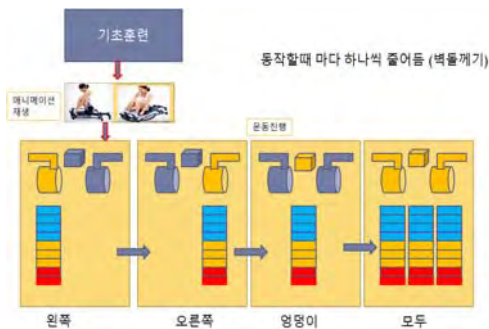 기초훈련
동작할때 마다 하나씩 줄어듬 (벽돌깨기)
애니메이션
재생
운동진행
왼쪽
오른쪽
엉덩이
모두